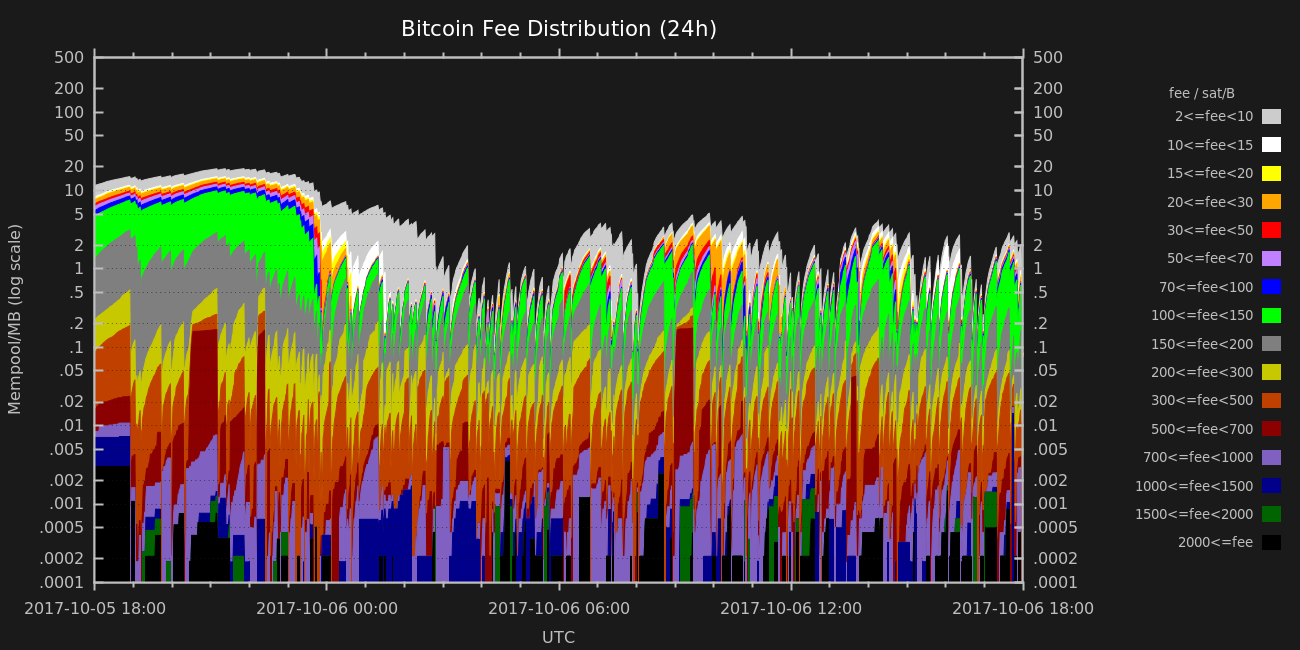 Bitcoin Fee Distribution (24h)
500 500
200 200
100 100
50 50
20 20
10 10
5 5
2 2
1 1
.5 .5
.2 .2
.1 .1
.05 .05
.02 .02
.01 .01
.005 .005
.002 .002
.001 .001
.0005 .0005
.0002 .0002
.0001 .0001
Mempool/MB (log scale)
2017-10-05 18:00 2017-10-06 00:00 2017-10-06 06:00 2017-10-06 12:00 2017-10-06 18:00
UTC
fee / sat/B
2<=fee<10
10<=fee<15
15<=fee<20
20<=fee<30
30<=fee<50
50<=fee<70
70<=fee<100
100<=fee<150
150<=fee<200
200<=fee<300
300<=fee<500
500<=fee<700
700<=fee<1000
1000<=fee<1500
1500<=fee<2000
2000<=fee